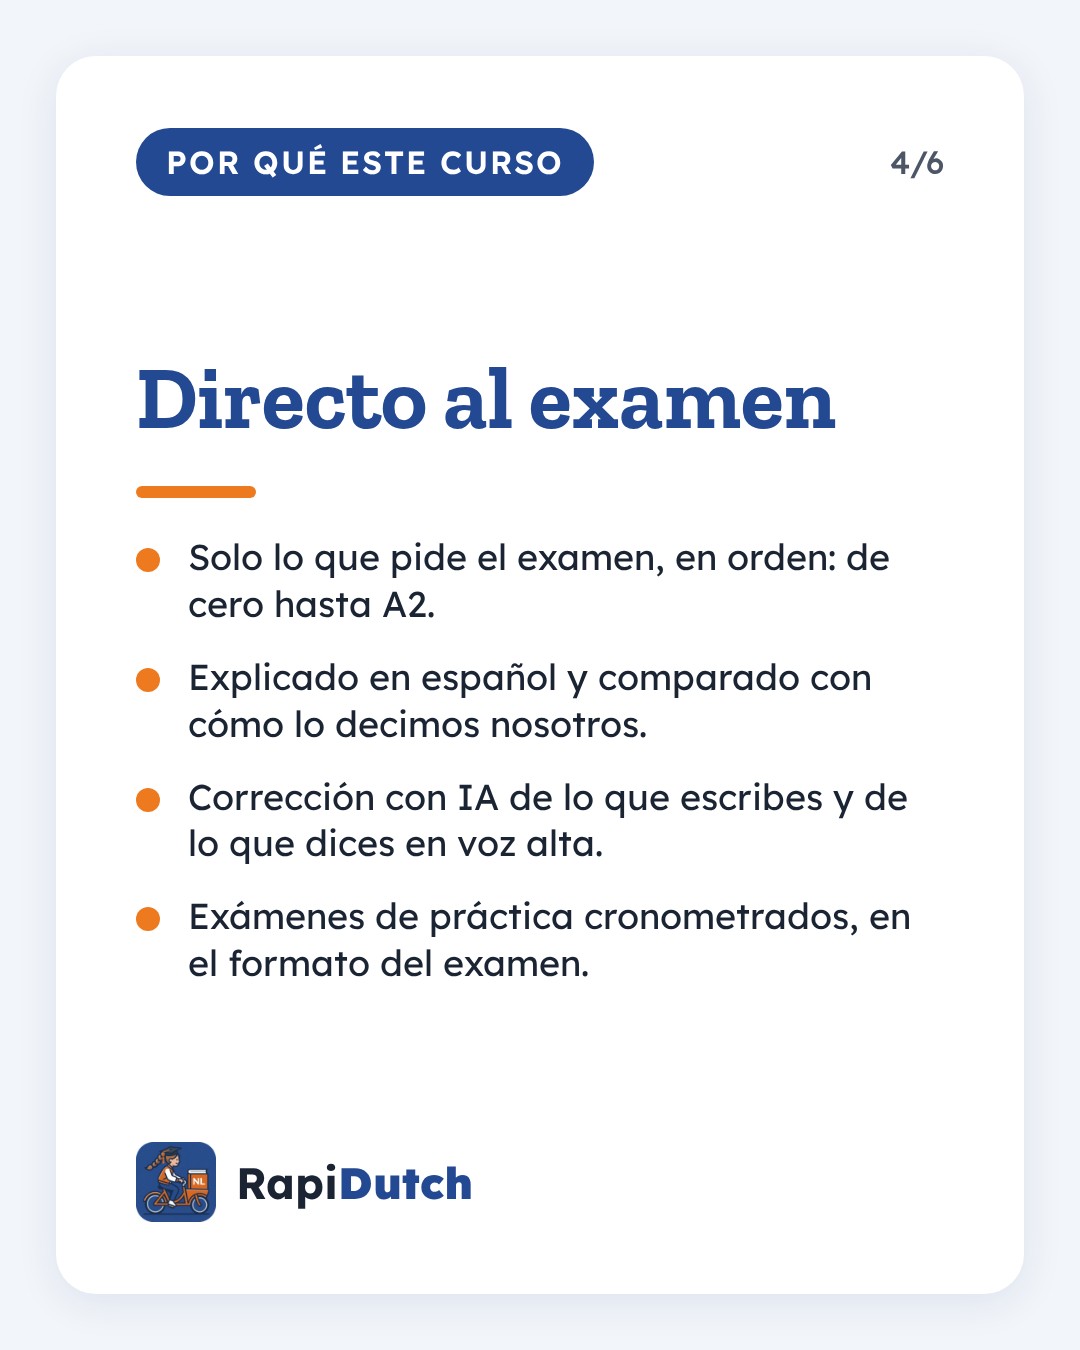 POR QUÉ ESTE CURSO
4/6
Directo al examen
Solo lo que pide el examen, en orden: de
cero hasta A2.
Explicado en español y comparado con
cómo lo decimos nosotros.
Corrección con IA de lo que escribes y de
lo que dices en voz alta.
Exámenes de práctica cronometrados, en
el formato del examen.
NL
RapiDutch